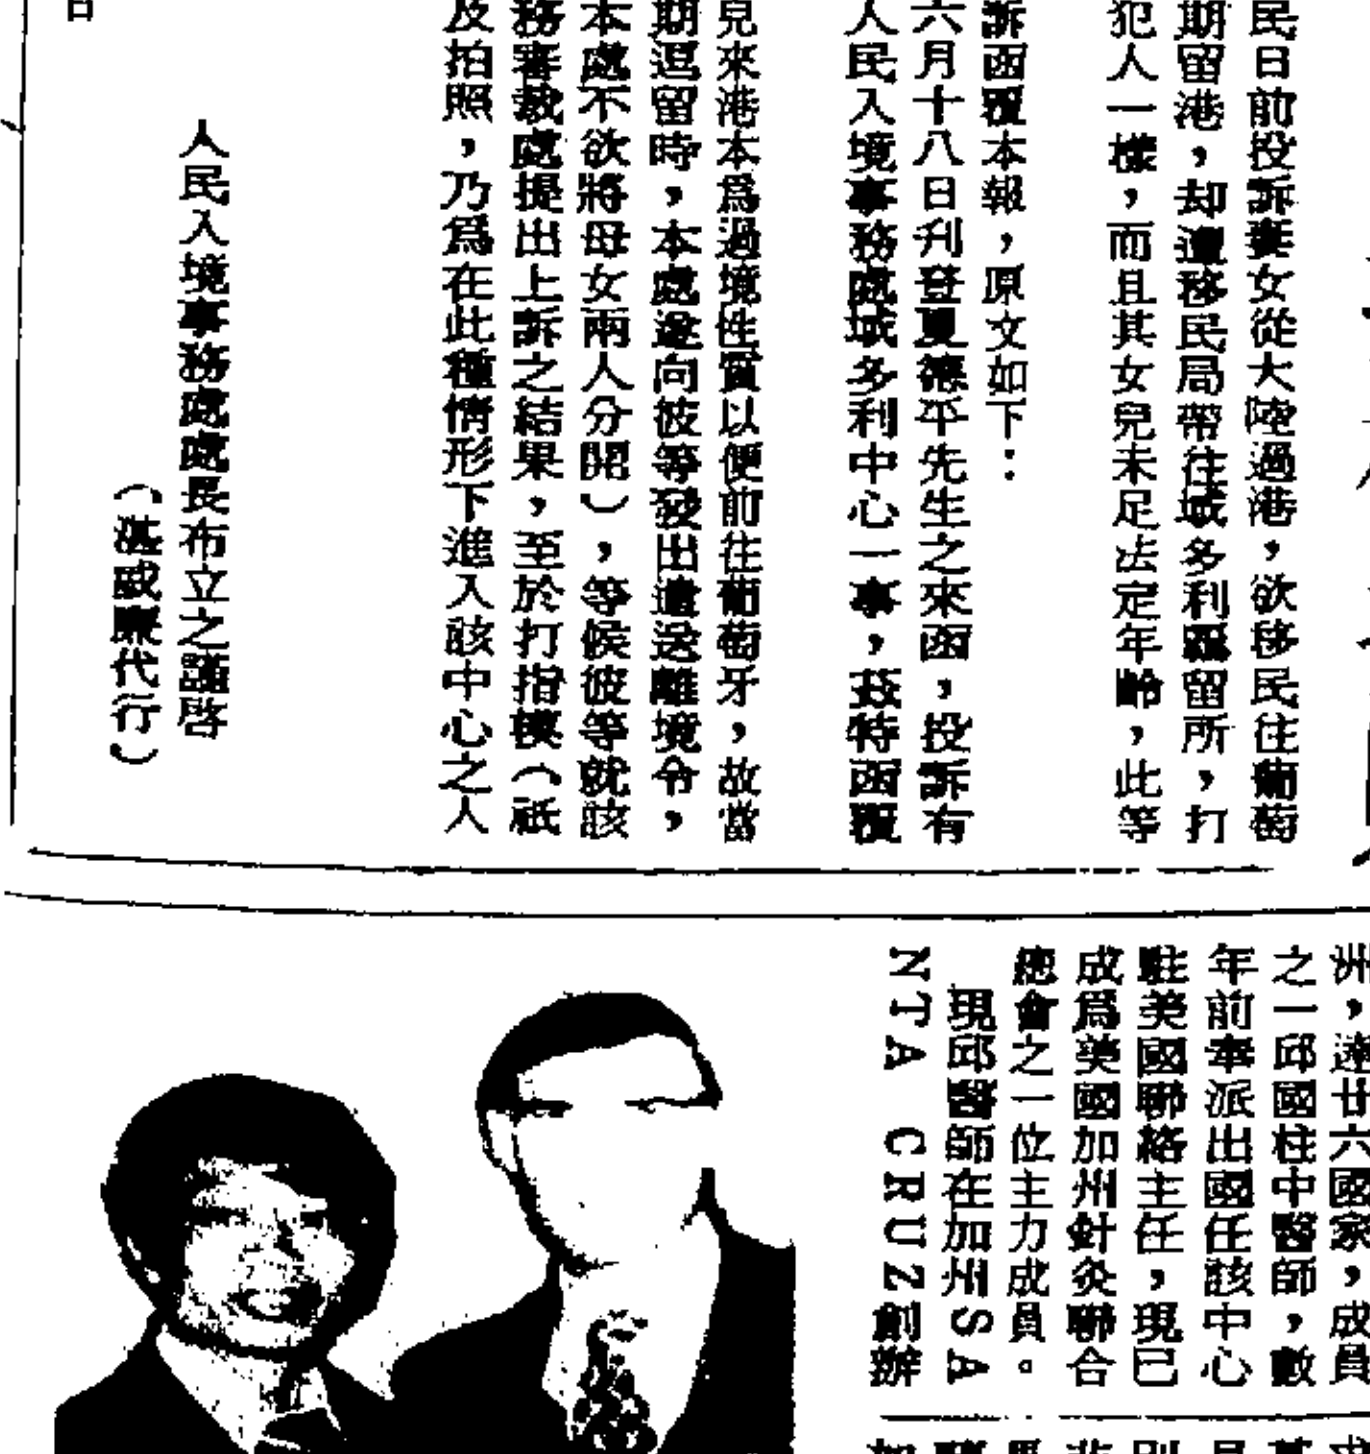 民日前投訴妻女從大陸過港，欲移民往葡萄
期留港，却遭移民局帶往域多利羈留所，打
犯人一樣，而且其女兒未足法定年齡，此等
訴函覆本報，原文如下：
六月十八日刋登夏德平先生之來函，投訴有
人民入境事務處域多利中心一事，茲特函覆
兒來港本爲過境性質以便前往葡萄牙，故當
期逗留時，本處遂向彼等發出遣送離境令，
本處不欲將母女兩人分開），等候彼等就該
務審裁處提出上訴之結果，至於打指模（祇
及拍照，乃爲在此種情形下進入該中心之人
人民入境事務處處長布立之謹啓
（湛威廉代行）
日
洲，達廿六國家，成員
之一邱國柱中醫師，數
年前奉派出國任該中心
駐美國聯絡主任，現已
成爲美國加州針灸聯合
總會之一位主力成員。
現邱醫師在加州SA
NTA CRUZ創辦